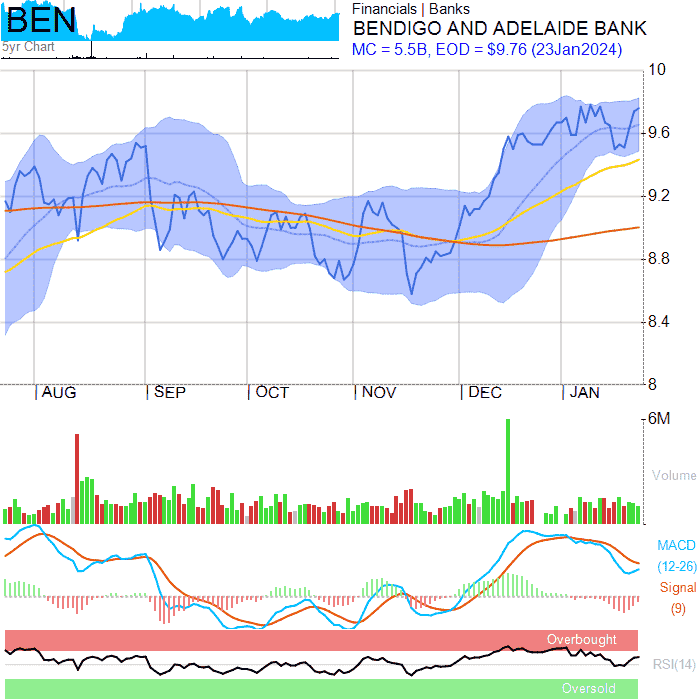 BEN
5yr Chart
Financials | Banks
BENDIGO AND ADELAIDE BANK
MC = 5.5B, EOD = $9.76 (23Jan2024)
10
9.6
9.2
8.8
8.4
8
| AUG | SEP | OCT | NOV | DEC | JAN
6M
Volume
MACD
(12-26)
Signal
(9)
Overbought
RSI(14)
Oversold